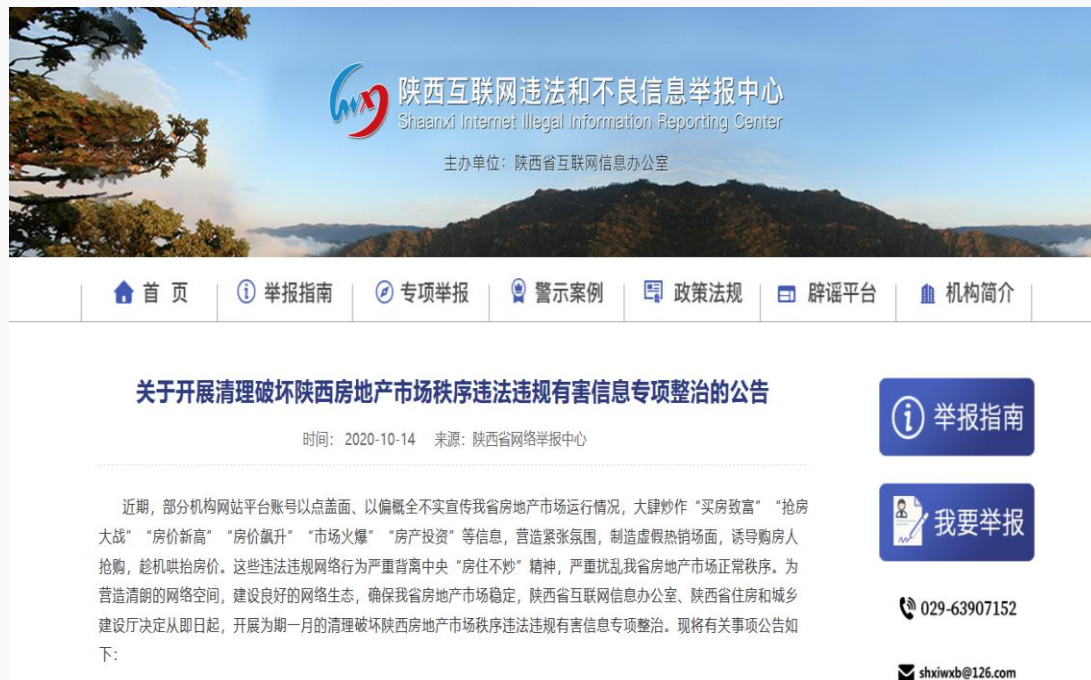 陕西互联网违法和不良信息举报中心
Shaanxi Internet Illegal Information Reporting Center
主办单位：陕西省互联网信息办公室
首 页
举报指南
专项举报
警示案例
政策法规
辟谣平台
机构简介
关于开展清理破坏陕西房地产市场秩序违法违规有害信息专项整治的公告
时间： 2020-10-14 来源：陕西省网络举报中心
近期，部分机构网站平台账号以点盖面、以偏概全不实宣传我省房地产市场运行情况，大肆炒作“买房致富”“抢房
大战”“房价新高”“房价飙升”“市场火爆”“房产投资”等信息，营造紧张氛围，制造虚假热销场面，诱导购房人
抢购，趁机哄抬房价。这些违法违规网络行为严重背离中央“房住不炒”精神，严重扰乱我省房地产市场正常秩序。为
营造清朗的网络空间，建设良好的网络生态，确保我省房地产市场稳定，陕西省互联网信息办公室、陕西省住房和城乡
建设厅决定从即日起，开展为期一月的清理破坏陕西房地产市场秩序违法违规有害信息专项整治。现将有关事项公告如
下：
举报指南
我要举报
029-63907152
shxiwxb@126.com